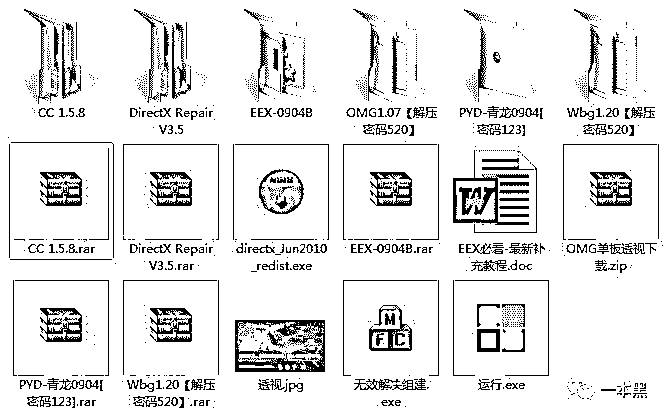 CC 1.5.8
DirectX Repair
V3.5
EEX-0904B
OMG1.07【解压
密码520】
PYD-青龙0904[
密码123]
Wbg1.20【解压
密码520】
CC 1.5.8.rar
DirectX Repair
V3.5.rar
directx_Jun2010
_redist.exe
EEX-0904B.rar
W
EEX必看-最新补
充教程.doc
OMG单板透视下
载.zip
PYD-青龙0904[
密码123].rar
Wbg1.20【解压
密码520】.rar
透视.jpg
M
F C
无效解决组建.
exe
运行.exe
一本黑